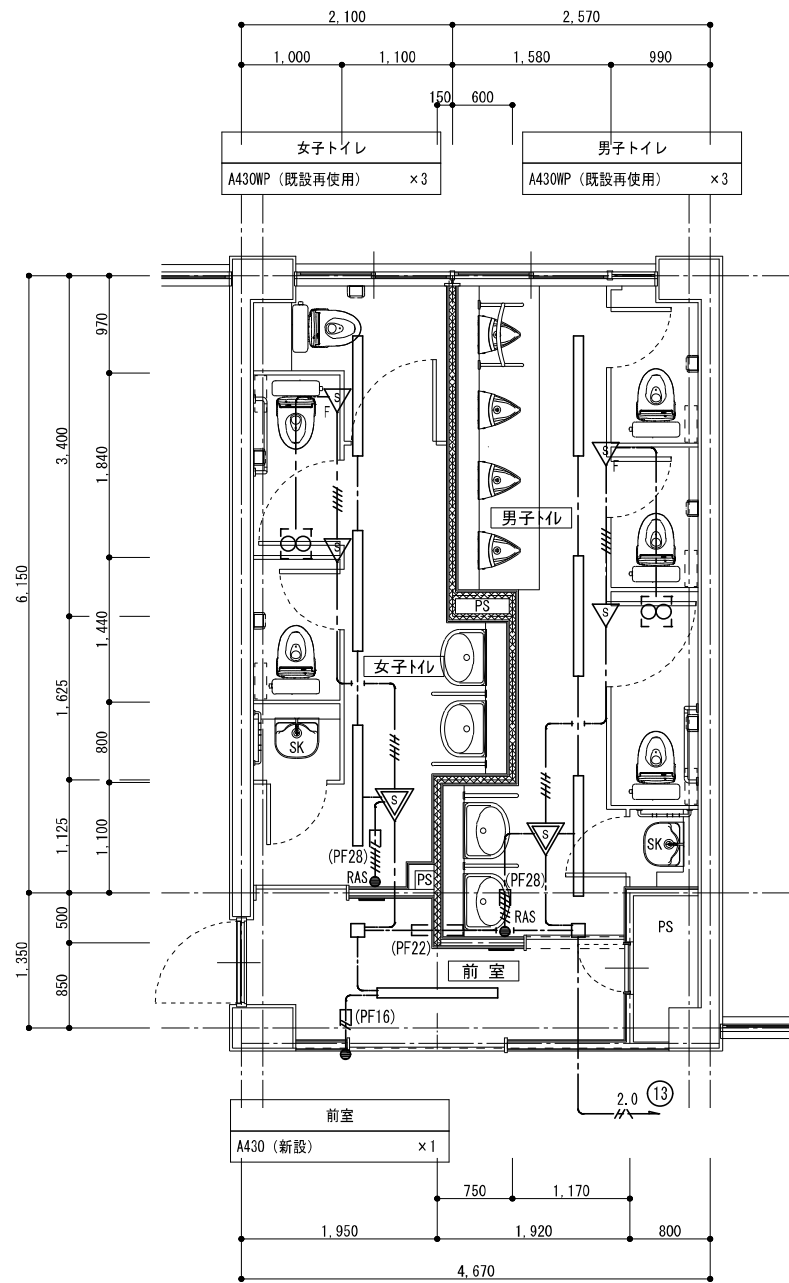 2,100
2,570
1,000
1,100
1,580
990
150
600
女子トイレ
A430WP (既設再使用) ×3
男子トイレ
A430WP (既設再使用) ×3
970
3,400
1,840
6,150
1,440
1,625
800
1,125
1,100
500
1,350
850
S
F
S
S
F
S
男子トイレ
PS
女子トイレ
SK
S
(PF28)
RAS
PS
S
(PF28)
RAS
SK
PS
(PF22)
前室
(PF16)
2.0
13
前室
A430 (新設) ×1
750
1,170
1,950
1,920
800
4,670